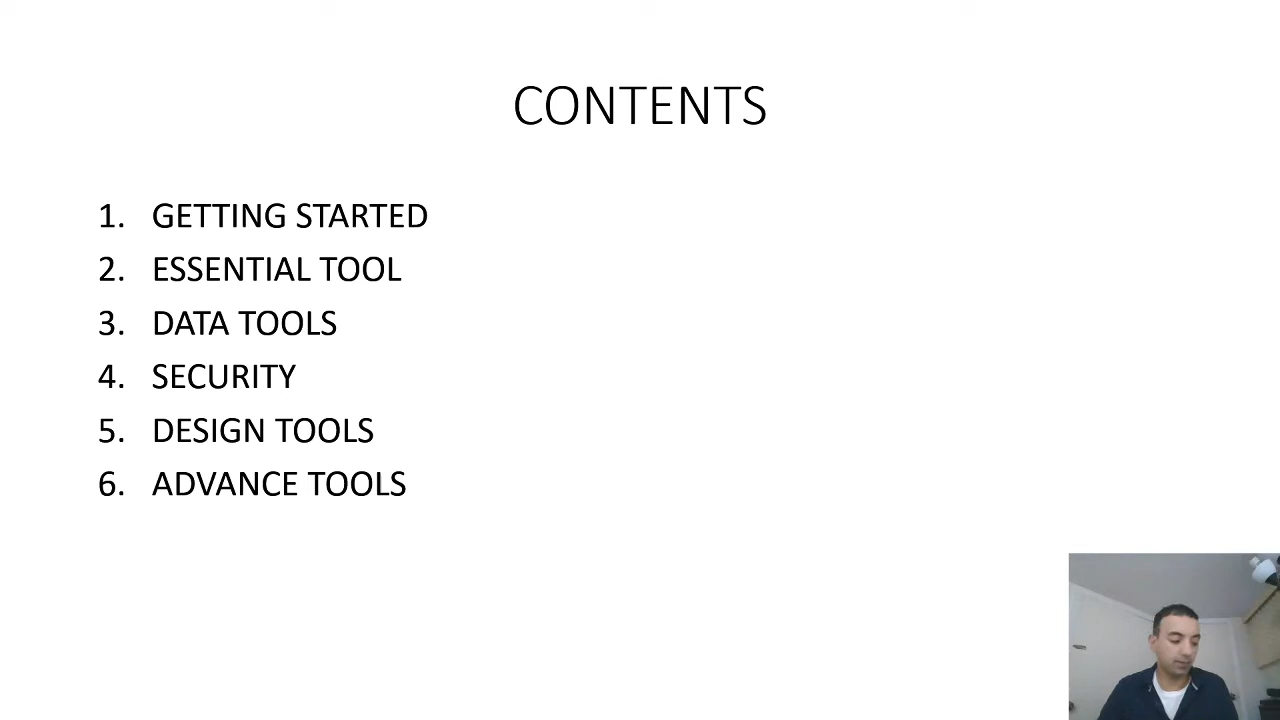 CONTENTS
1. GETTING STARTED
2. ESSENTIAL TOOL
3. DATA TOOLS
4. SECURITY
5. DESIGN TOOLS
6. ADVANCE TOOLS